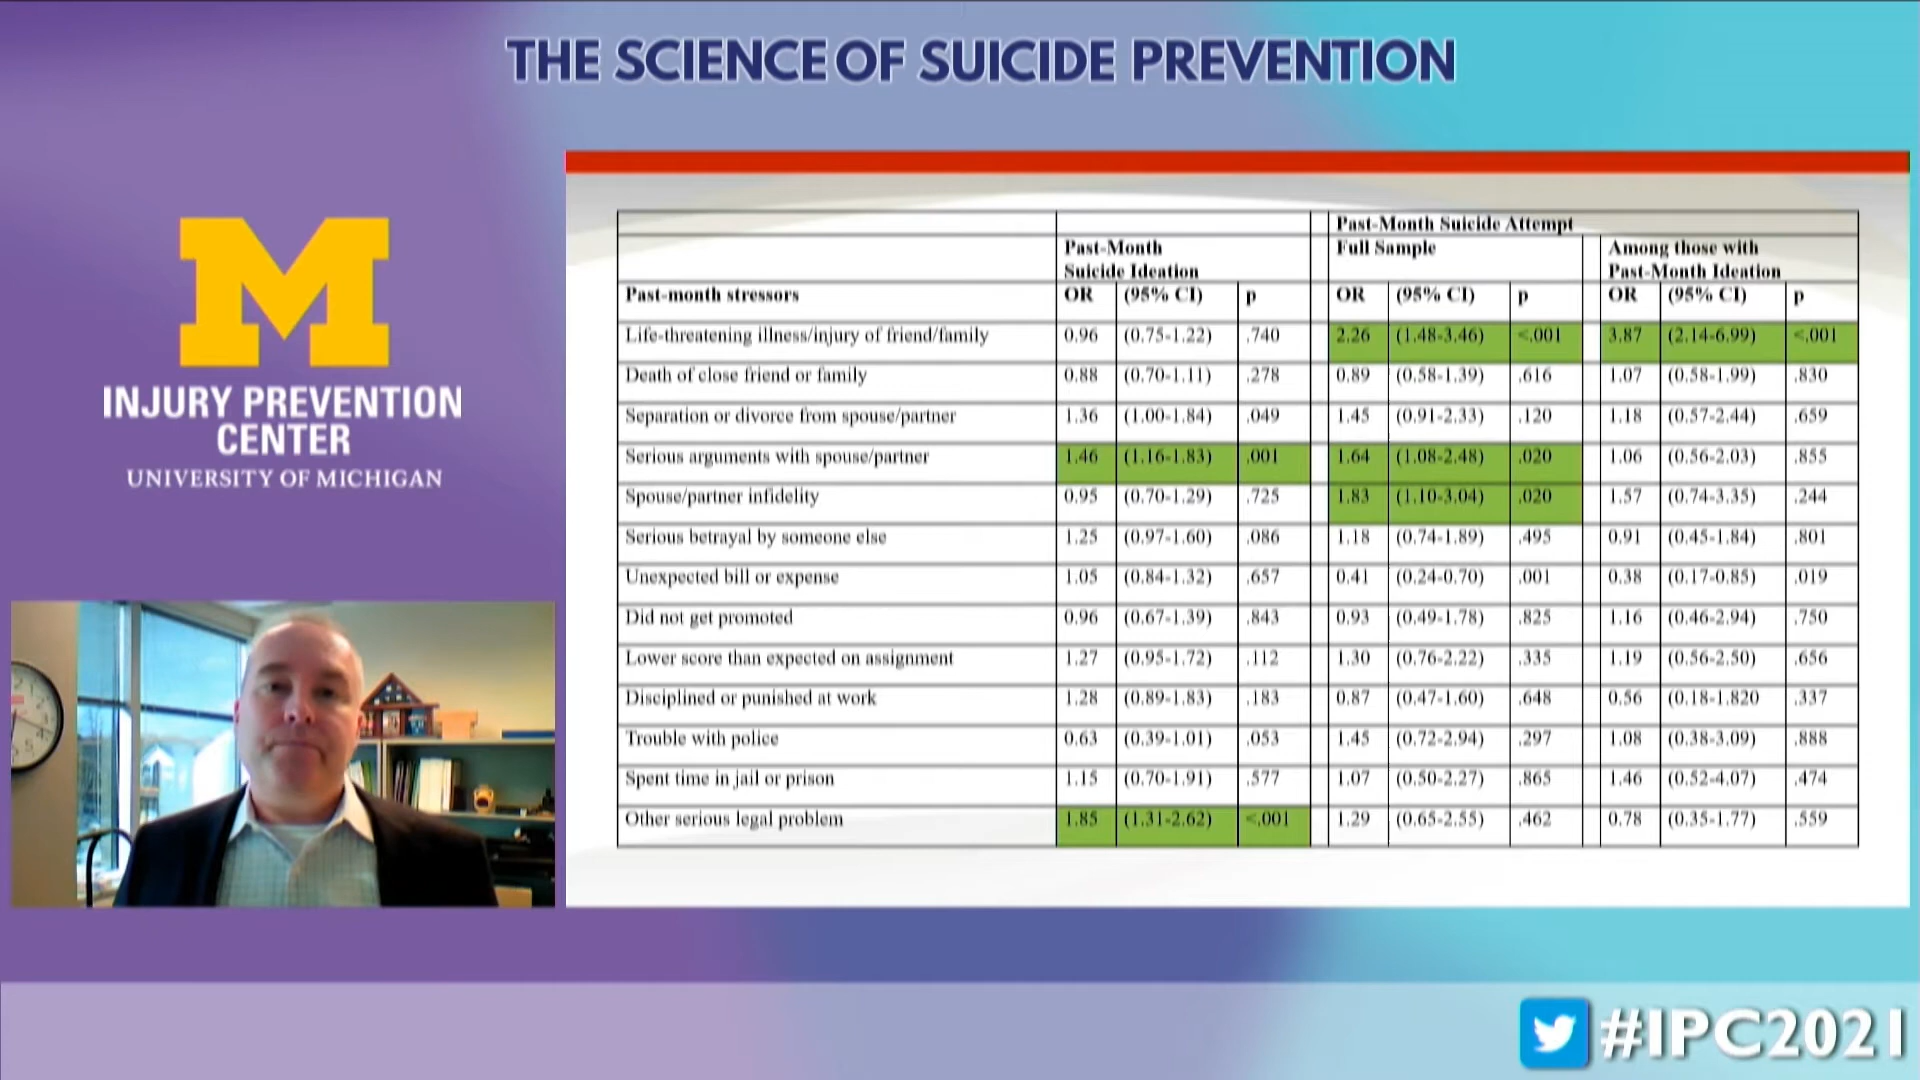 THE SCIENCE OF SUICIDE PREVENTION
M
INJURY PREVENTION
CENTER
UNIVERSITY OF MICHIGAN
Past-Month Suicide Attempt
Past-Month Suicide Ideation | Full Sample | Among those with Past-Month Ideation
Past-month stressors OR (95% CI) p OR (95% CI) p OR (95% CI) p
Life-threatening illness/injury of friend/family 0.96 (0.75-1.22) .740 2.26 (1.48-3.46) <.001 3.87 (2.14-6.99) <.001
Death of close friend or family 0.88 (0.70-1.11) .278 0.89 (0.58-1.39) .616 1.07 (0.58-1.99) .830
Separation or divorce from spouse/partner 1.36 (1.00-1.84) .049 1.45 (0.91-2.33) .120 1.18 (0.57-2.44) .659
Serious arguments with spouse/partner 1.46 (1.16-1.83) .001 1.64 (1.08-2.48) .020 1.06 (0.56-2.03) .855
Spouse/partner infidelity 0.95 (0.70-1.29) .725 1.83 (1.10-3.04) .020 1.57 (0.74-3.35) .244
Serious betrayal by someone else 1.25 (0.97-1.60) .086 1.18 (0.74-1.89) .495 0.91 (0.45-1.84) .801
Unexpected bill or expense 1.05 (0.84-1.32) .657 0.41 (0.24-0.70) .001 0.38 (0.17-0.85) .019
Did not get promoted 0.96 (0.67-1.39) .843 0.93 (0.49-1.78) .825 1.16 (0.46-2.94) .750
Lower score than expected on assignment 1.27 (0.95-1.72) .112 1.30 (0.76-2.22) .335 1.19 (0.56-2.50) .656
Disciplined or punished at work 1.28 (0.89-1.83) .183 0.87 (0.47-1.60) .648 0.56 (0.18-1.820 .337
Trouble with police 0.63 (0.39-1.01) .053 1.45 (0.72-2.94) .297 1.08 (0.38-3.09) .888
Spent time in jail or prison 1.15 (0.70-1.91) .577 1.07 (0.50-2.27) .865 1.46 (0.52-4.07) .474
Other serious legal problem 1.85 (1.31-2.62) <.001 1.29 (0.65-2.55) .462 0.78 (0.35-1.77) .559
#IPC2021